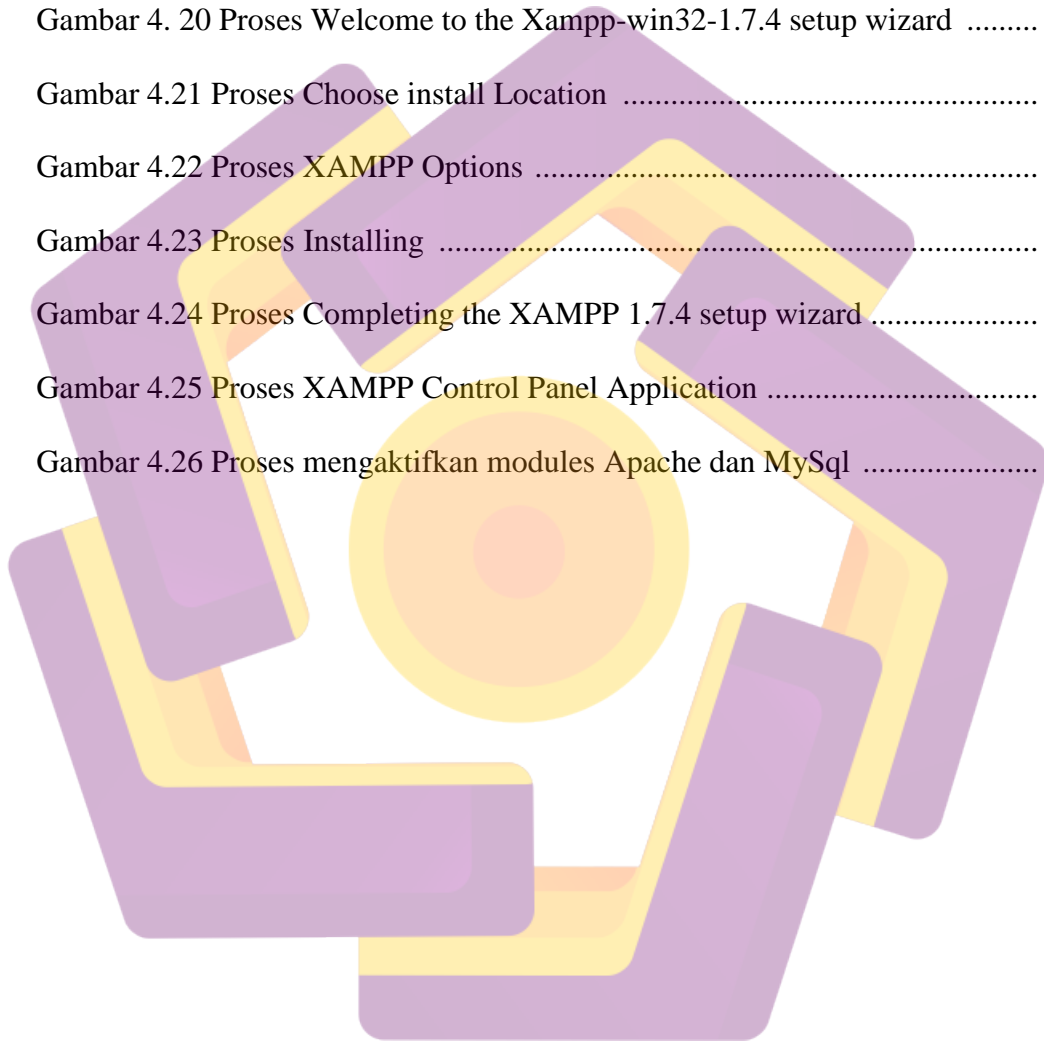 Gambar 4. 20 Proses Welcome to the Xampp-win32-1.7.4 setup wizard .........
Gambar 4.21 Proses Choose install Location ....................................................
Gambar 4.22 Proses XAMPP Options ...............................................................
Gambar 4.23 Proses Installing ...........................................................................
Gambar 4.24 Proses Completing the XAMPP 1.7.4 setup wizard .....................
Gambar 4.25 Proses XAMPP Control Panel Application ..................................
Gambar 4.26 Proses mengaktifkan modules Apache dan MySql ......................